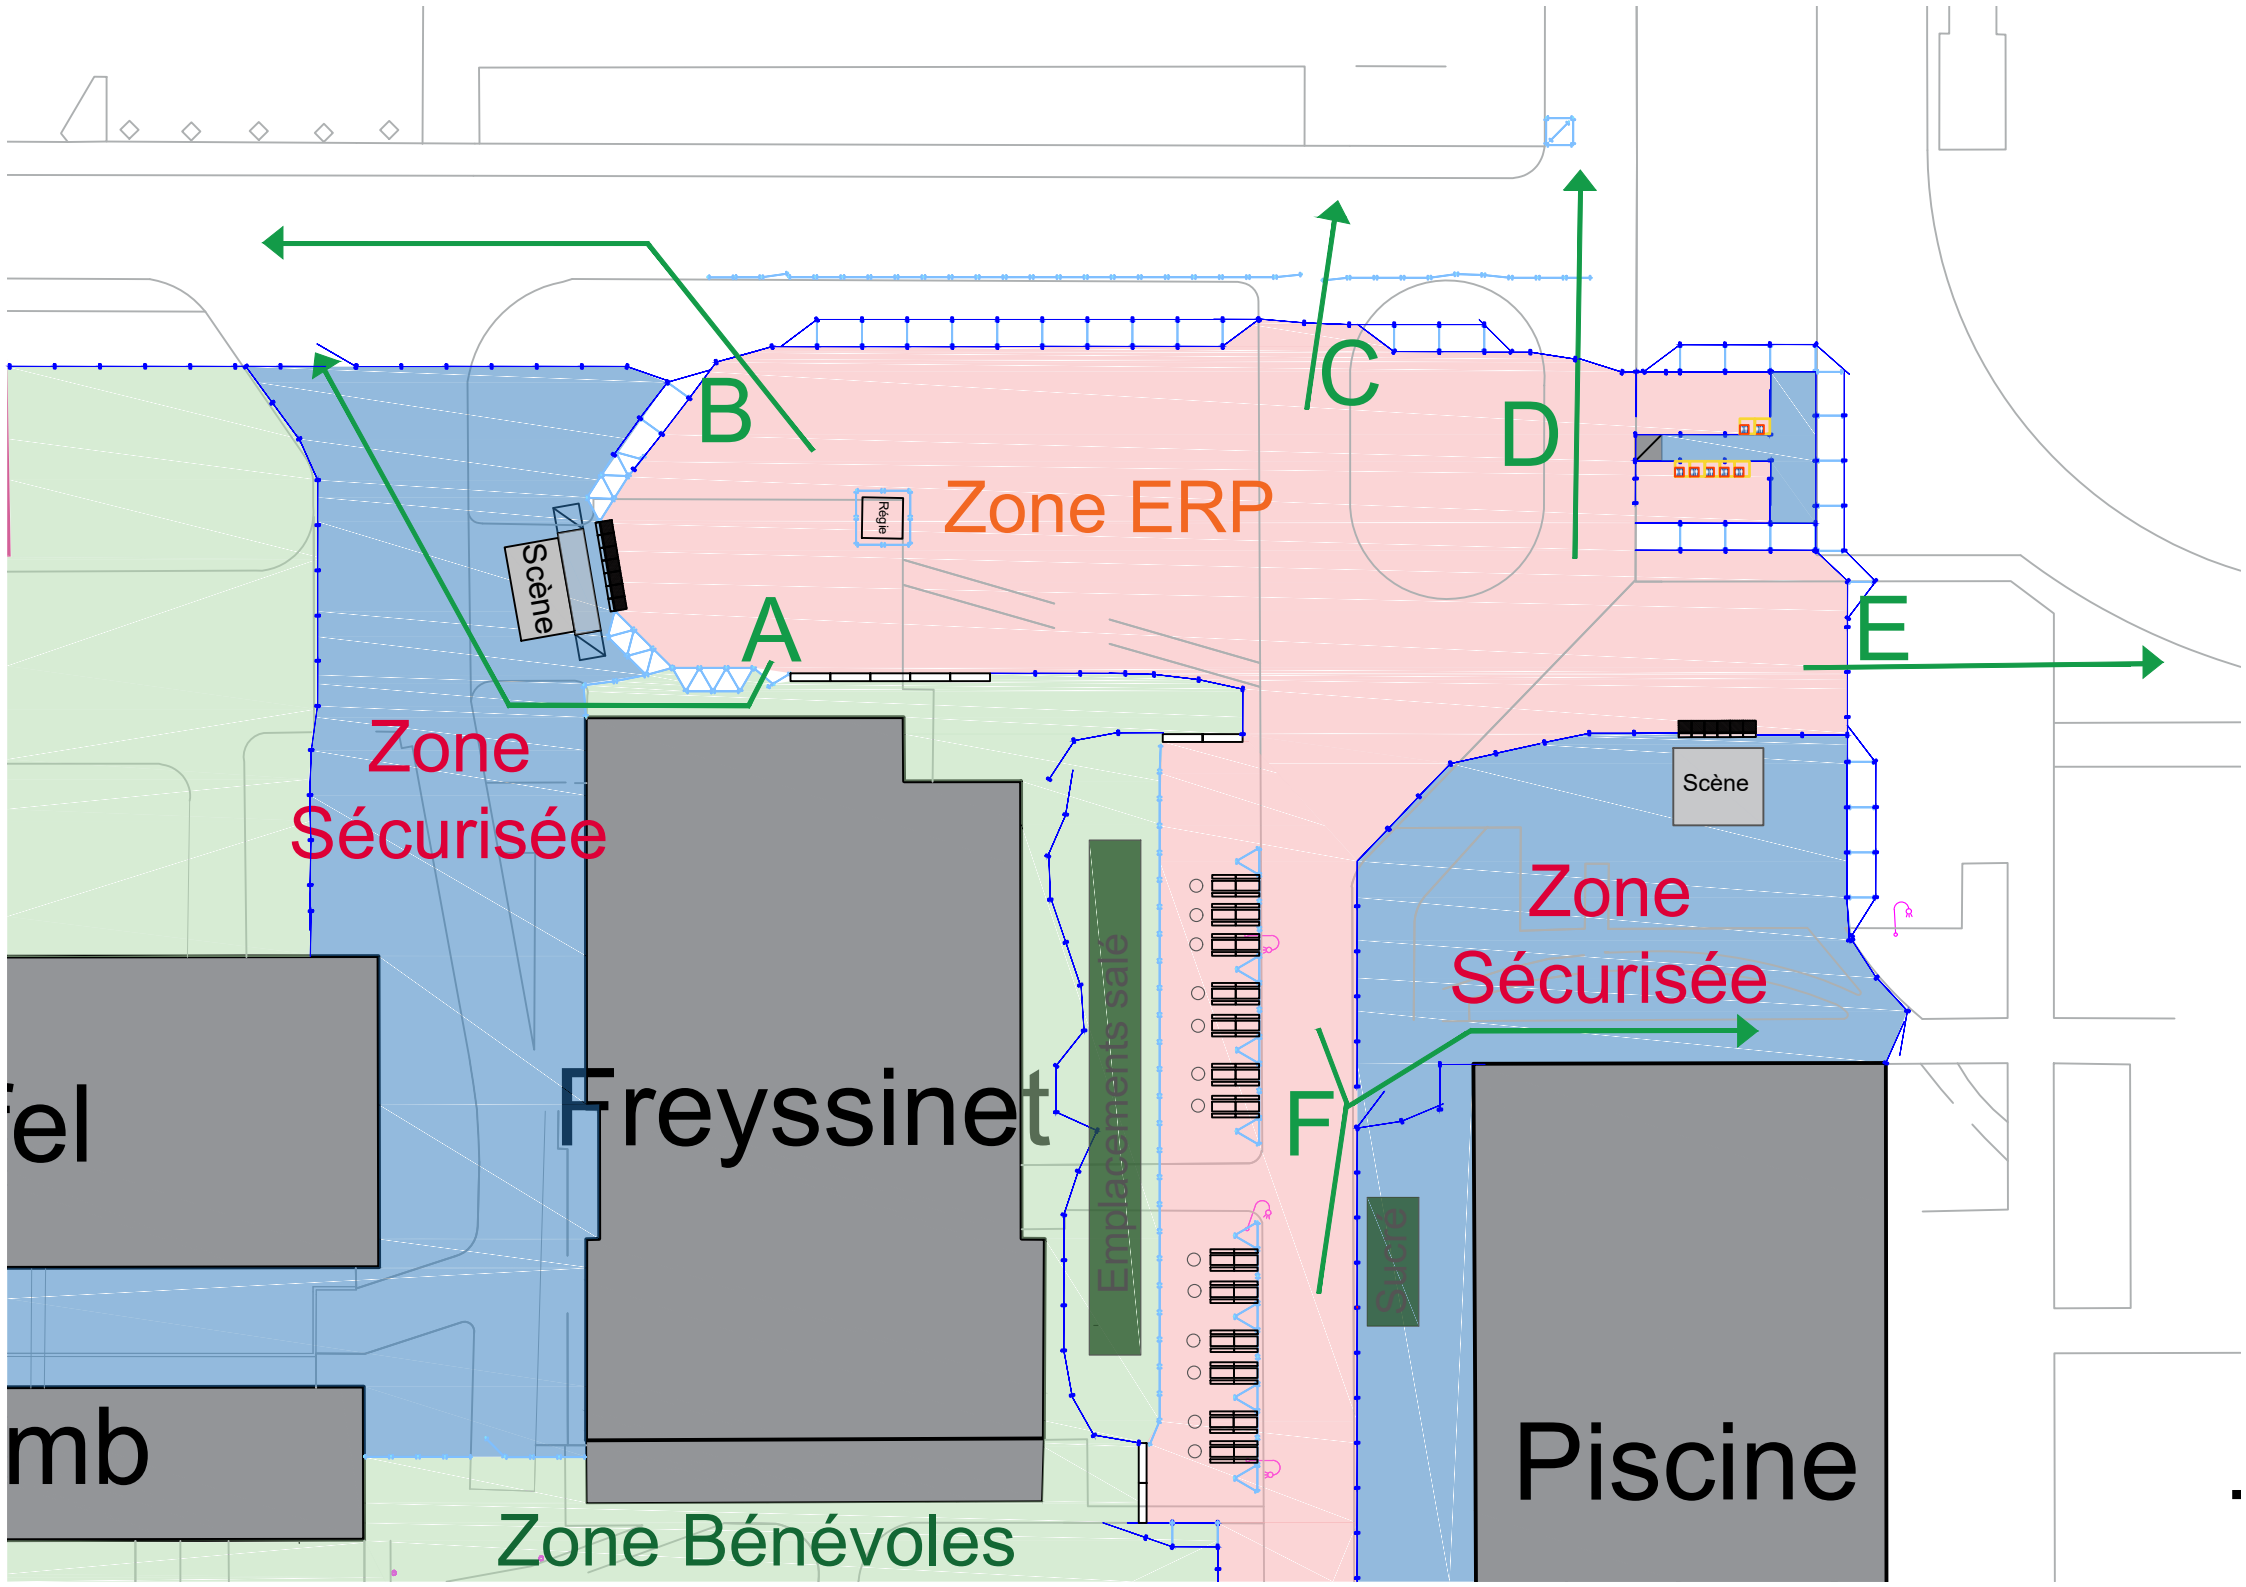 C
B
D
Régie
Zone ERP
Scène
A
E
Zone
Sécurisée
Scène
Zone
Sécurisée
Emplacements salé
Freyssinet
fel
F
Sucré
mb
Piscine
Zone Bénévoles